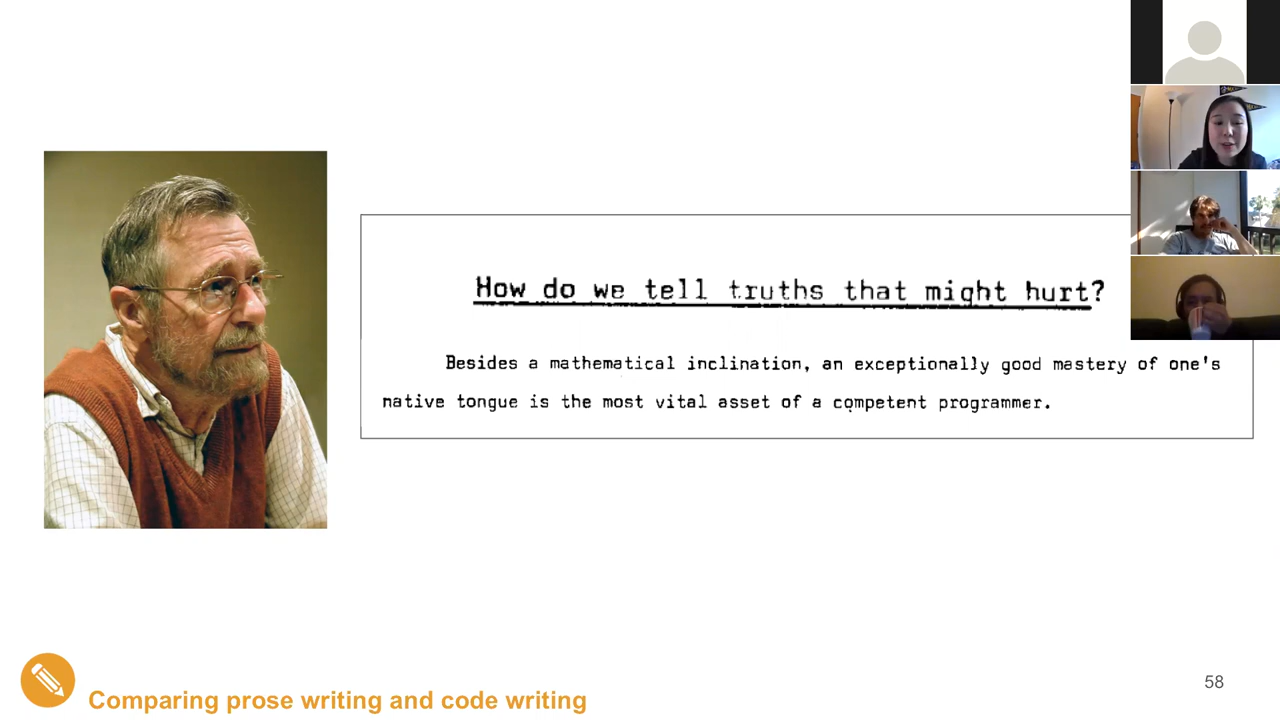 How do we tell truths that might hurt?
Besides a mathematical inclination, an exceptionally good mastery of one's
native tongue is the most vital asset of a competent programmer.
Comparing prose writing and code writing
58